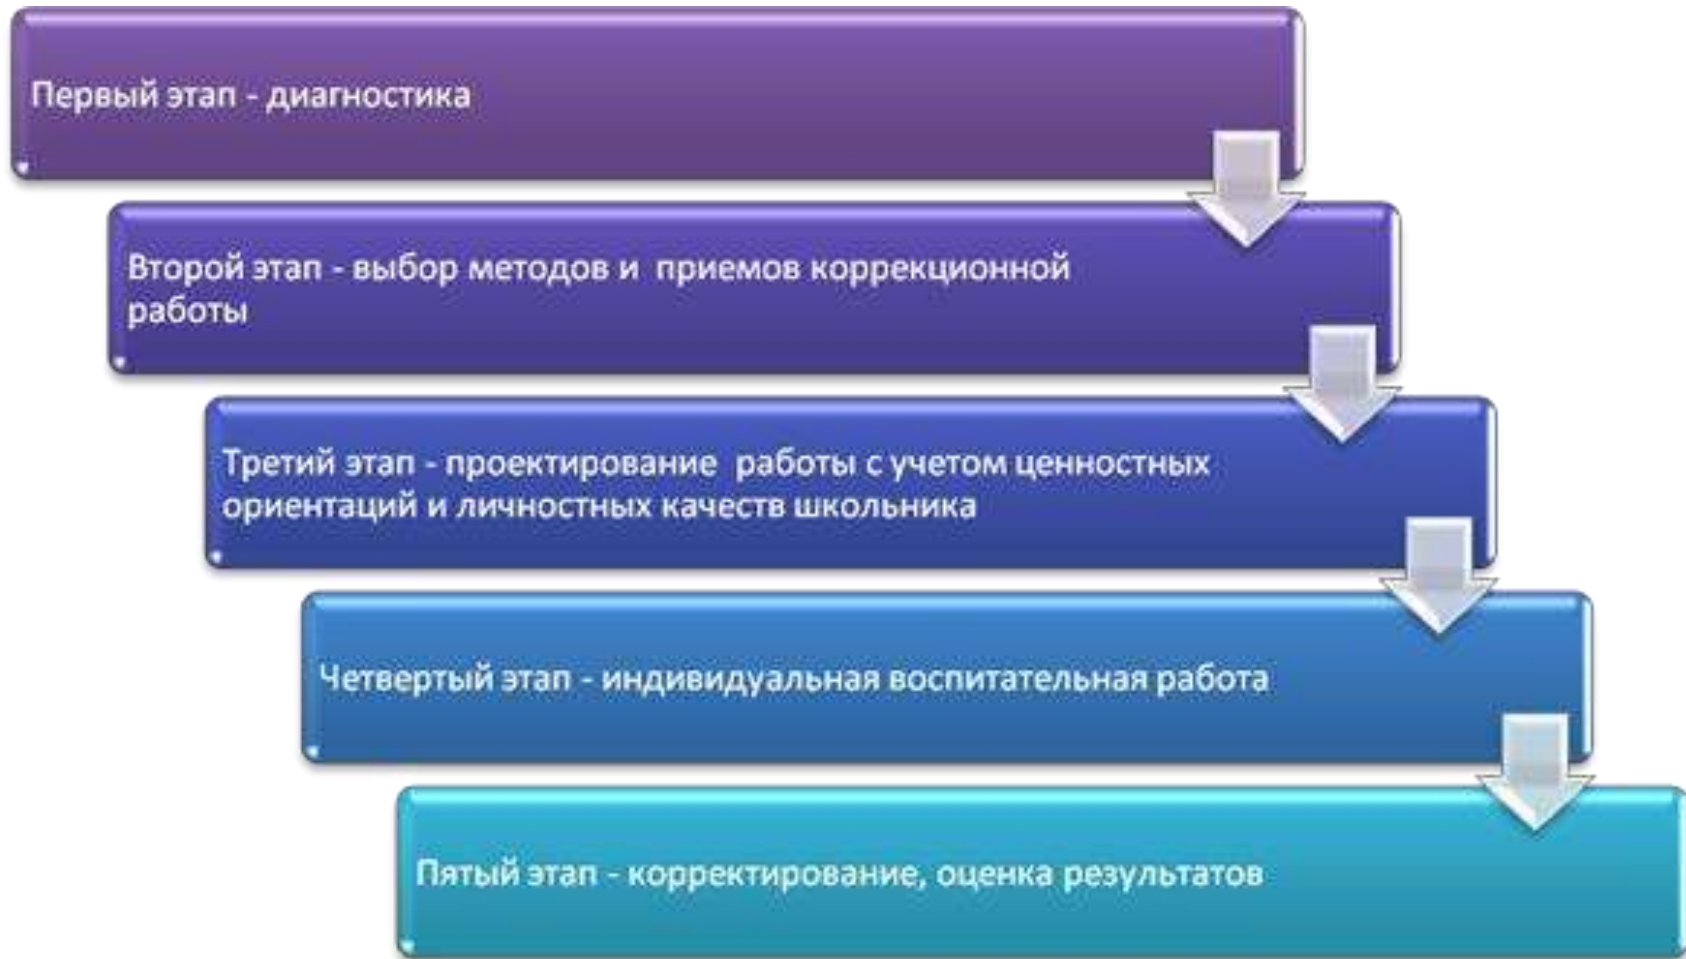 Первый этап - диагностика
Второй этап - выбор методов и  приемов коррекционной
работы
Третий этап - проектирование  работы с учетом ценностных
ориентаций и личностных качеств школьника
Четвертый этап - индивидуальная воспитательная работа
Пятый этап - корректирование, оценка результатов